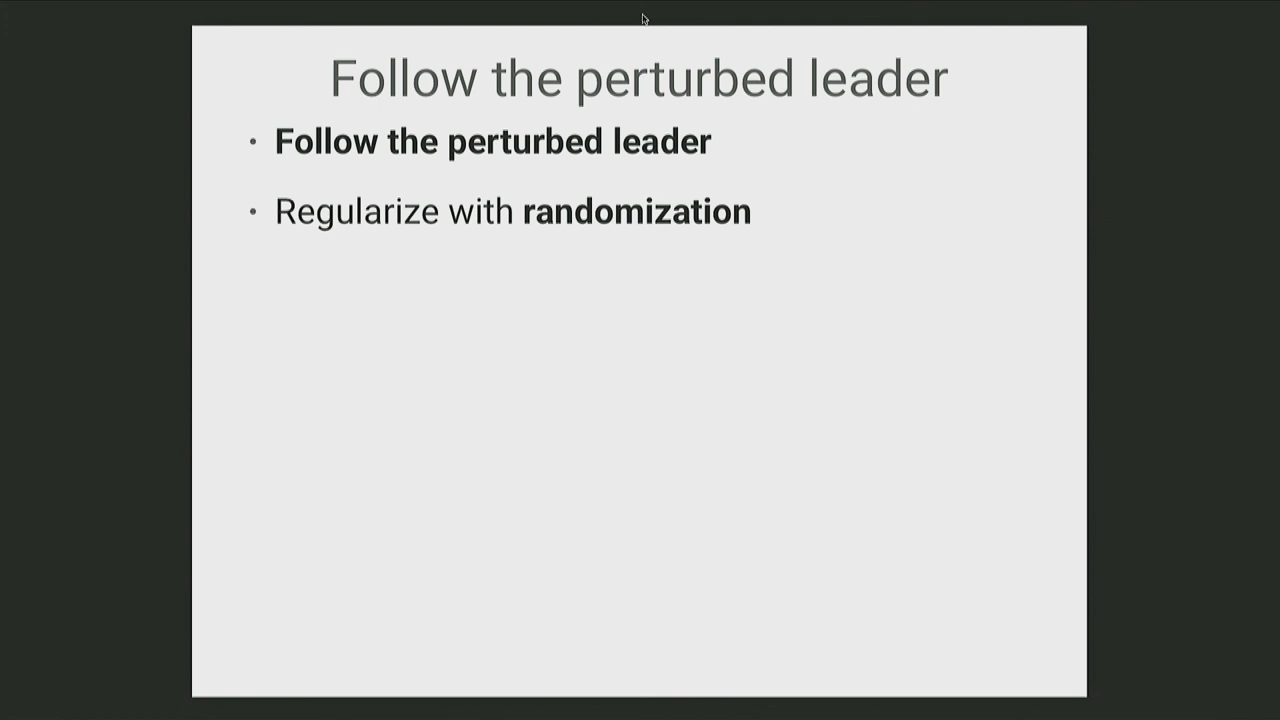 Follow the perturbed leader
• Follow the perturbed leader
• Regularize with randomization